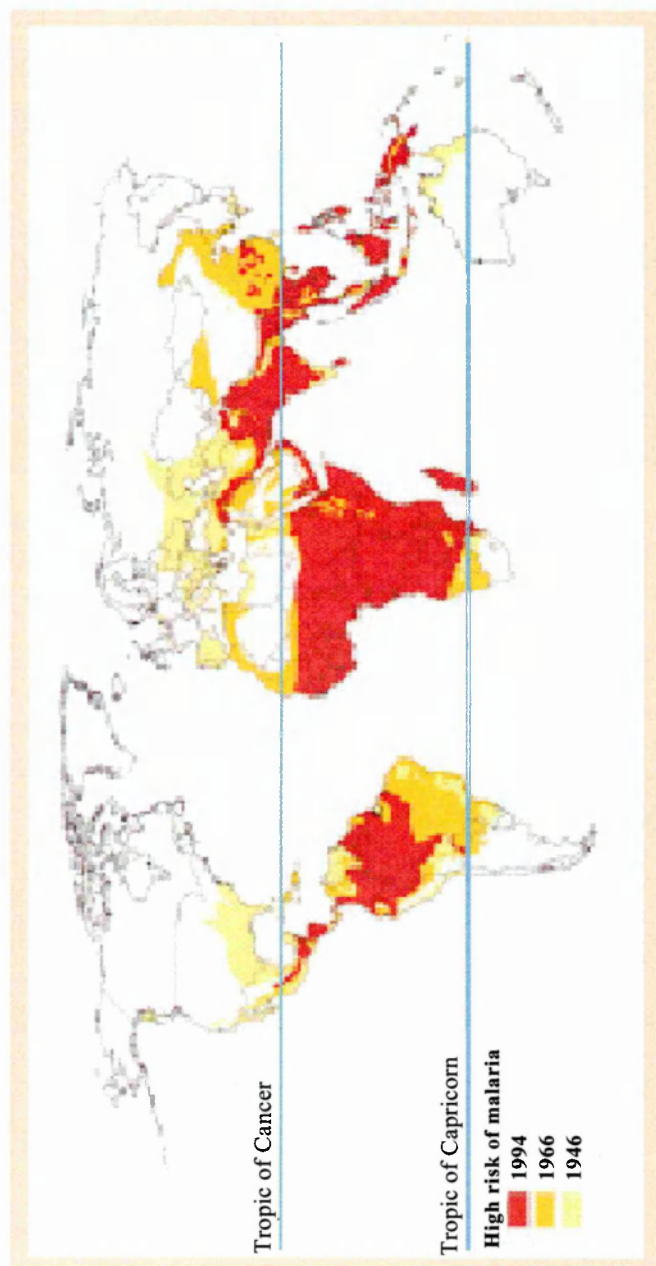 Tropic of Cancer
Tropic of Capricorn
High risk of malaria
1994
1966
1946